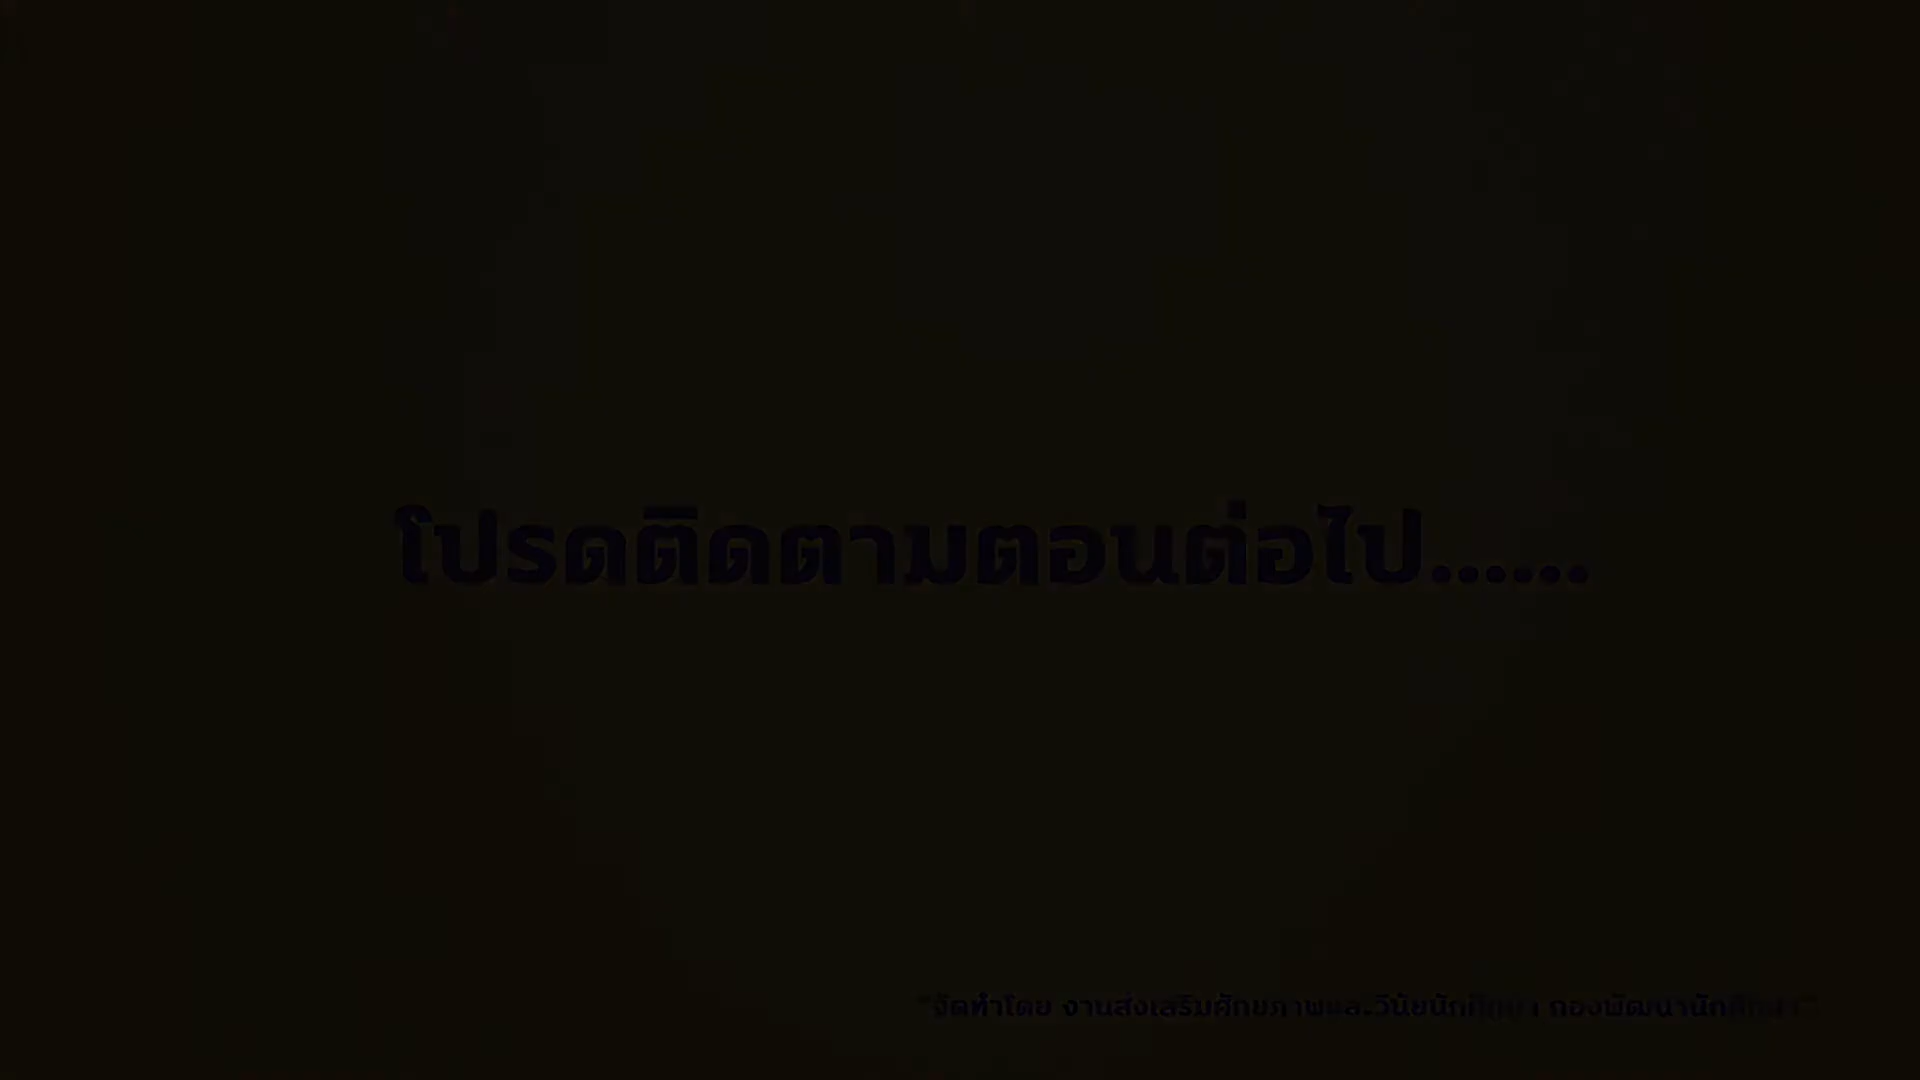 โปรดติดตามตอนต่อไป......
"จัดทำโดย งานส่งเสริมศักยภาพและวินัยนักศึกษา กองพัฒนานักศึกษา"